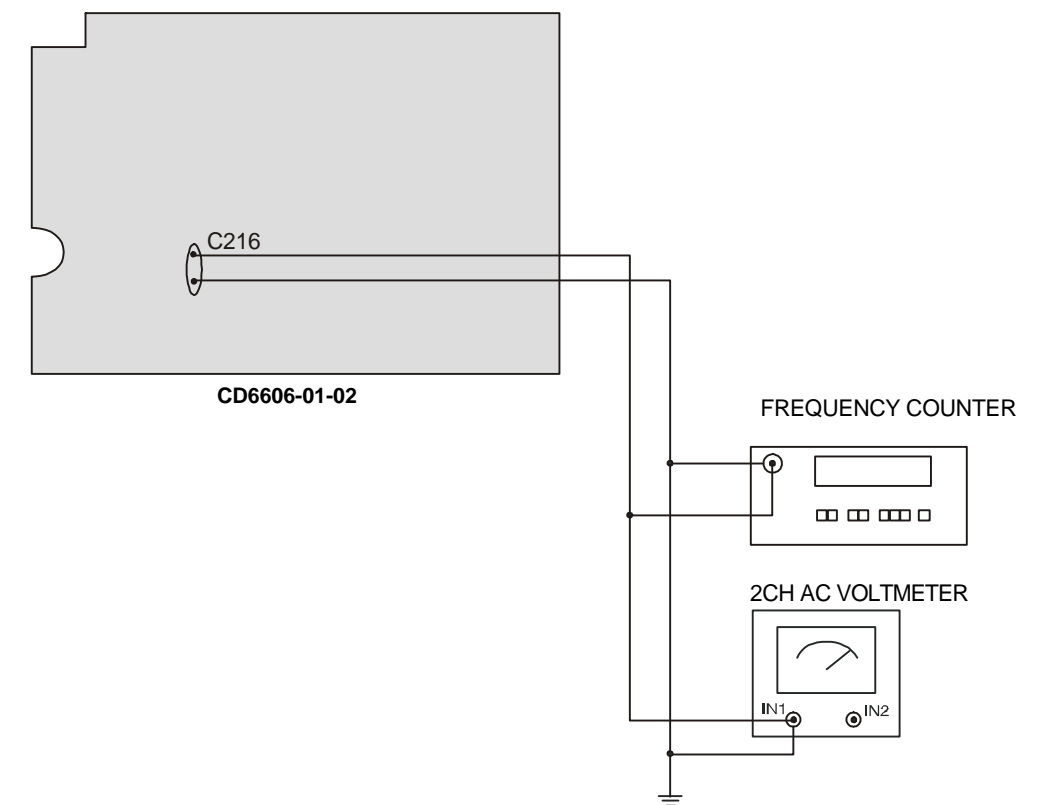 C216
CD6606-01-02
FREQUENCY COUNTER
2CH AC VOLTMETER
IN1
IN2